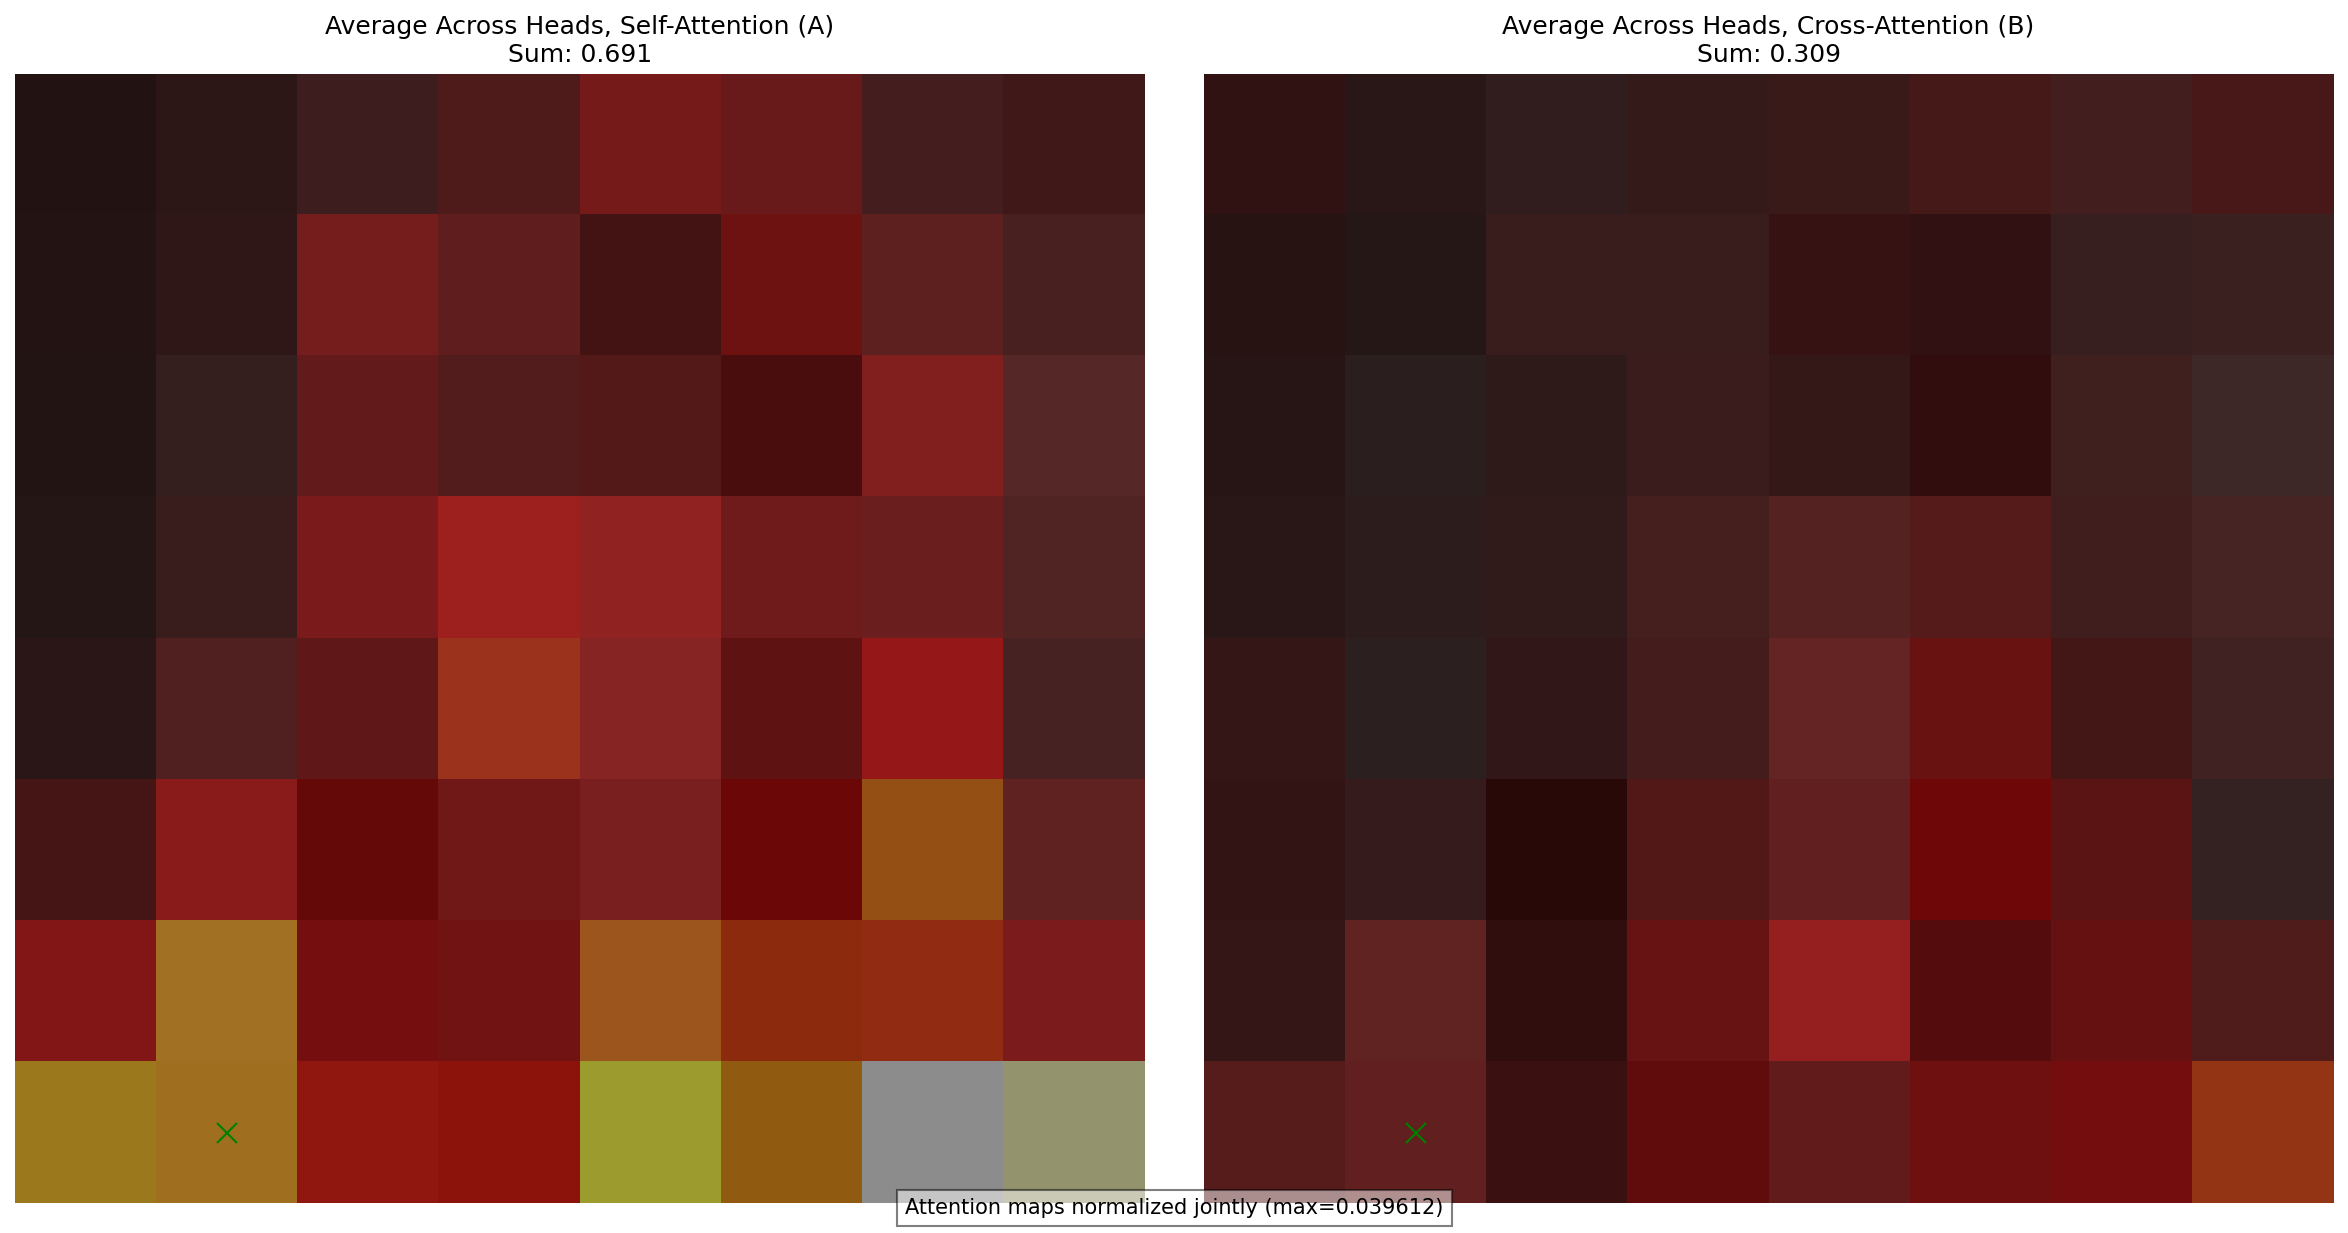 Average Across Heads, Self-Attention (A)
Sum: 0.691
Average Across Heads, Cross-Attention (B)
Sum: 0.309
Attention maps normalized jointly (max=0.039612)